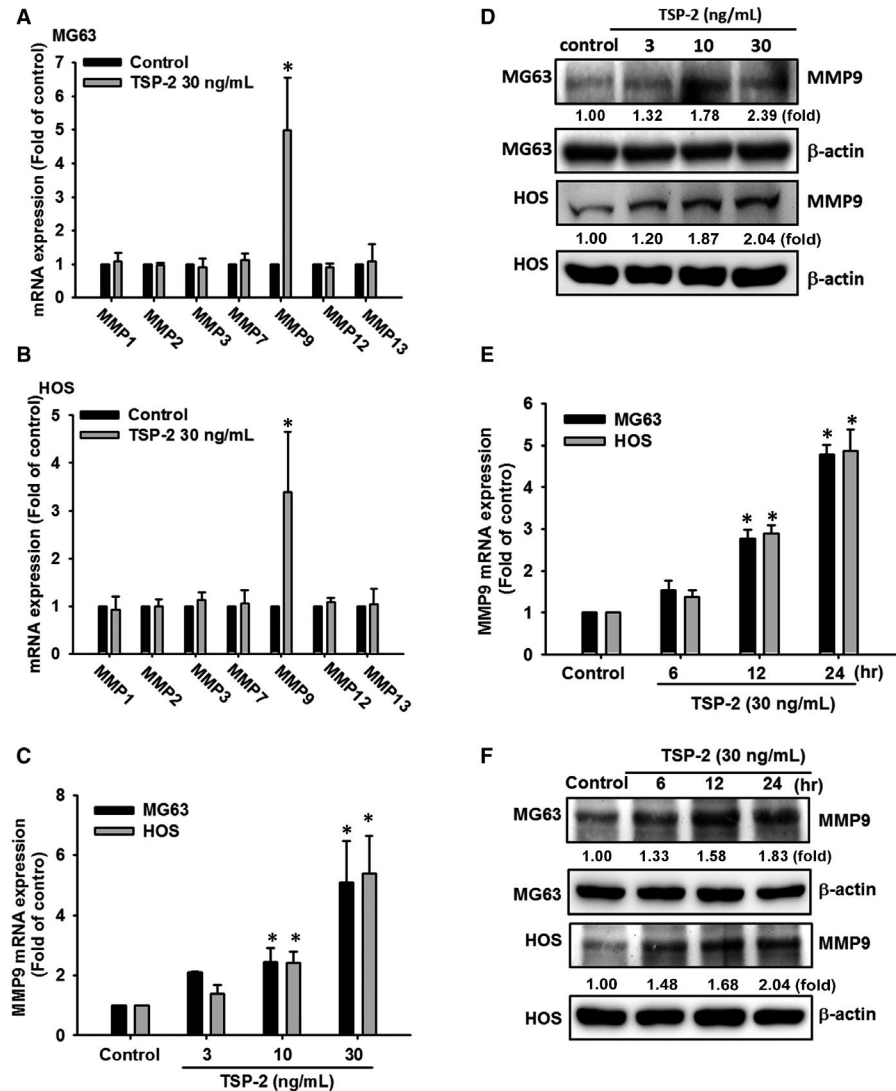 A
MG63
Control
TSP-2 30 ng/mL
mRNA expression (Fold of control)
7
6
5
4
3
2
1
0
*
MMP1
MMP2
MMP3
MMP7
MMP9
MMP12
MMP13
B
HOS
Control
TSP-2 30 ng/mL
mRNA expression (Fold of control)
5
4
3
2
1
0
*
MMP1
MMP2
MMP3
MMP7
MMP9
MMP12
MMP13
C
MG63
HOS
MMP9 mRNA expression
(Fold of contro)
8
6
4
2
0
* * * *
Control 3 10 30
TSP-2 (ng/mL)
D
TSP-2 (ng/mL)
control 3 10 30
MG63 MMP9
1.00 1.32 1.78 2.39 (fold)
MG63 β-actin
HOS MMP9
1.00 1.20 1.87 2.04 (fold)
HOS β-actin
E
MG63
HOS
MMP9 mRNA expression
(Fold of contro)
6
5
4
3
2
1
0
* * * *
Control 6 12 24 (hr)
TSP-2 (30 ng/mL)
F
TSP-2 (30 ng/mL)
Control 6 12 24 (hr)
MG63 MMP9
1.00 1.33 1.58 1.83 (fold)
MG63 β-actin
HOS MMP9
1.00 1.48 1.68 2.04 (fold)
HOS β-actin